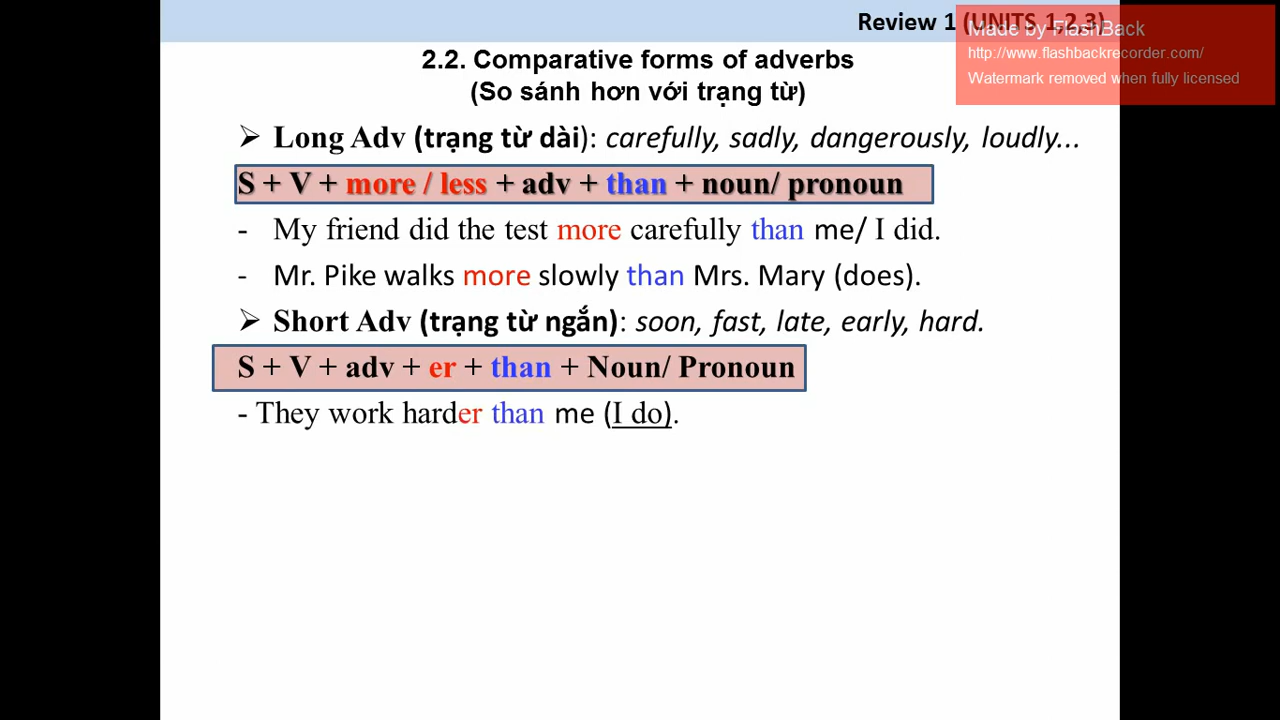 Review 1 (UNITS 1,2,3)
Made by FlashBack
http://www.flashbackrecorder.com/
Watermark removed when fully licensed
2.2. Comparative forms of adverbs
(So sánh hơn với trạng từ)
➢ Long Adv (trạng từ dài): carefully, sadly, dangerously, loudly...
S + V + more / less + adv + than + noun/ pronoun
- My friend did the test more carefully than me/ I did.
- Mr. Pike walks more slowly than Mrs. Mary (does).
➢ Short Adv (trạng từ ngắn): soon, fast, late, early, hard.
S + V + adv + er + than + Noun/ Pronoun
- They work harder than me (I do).